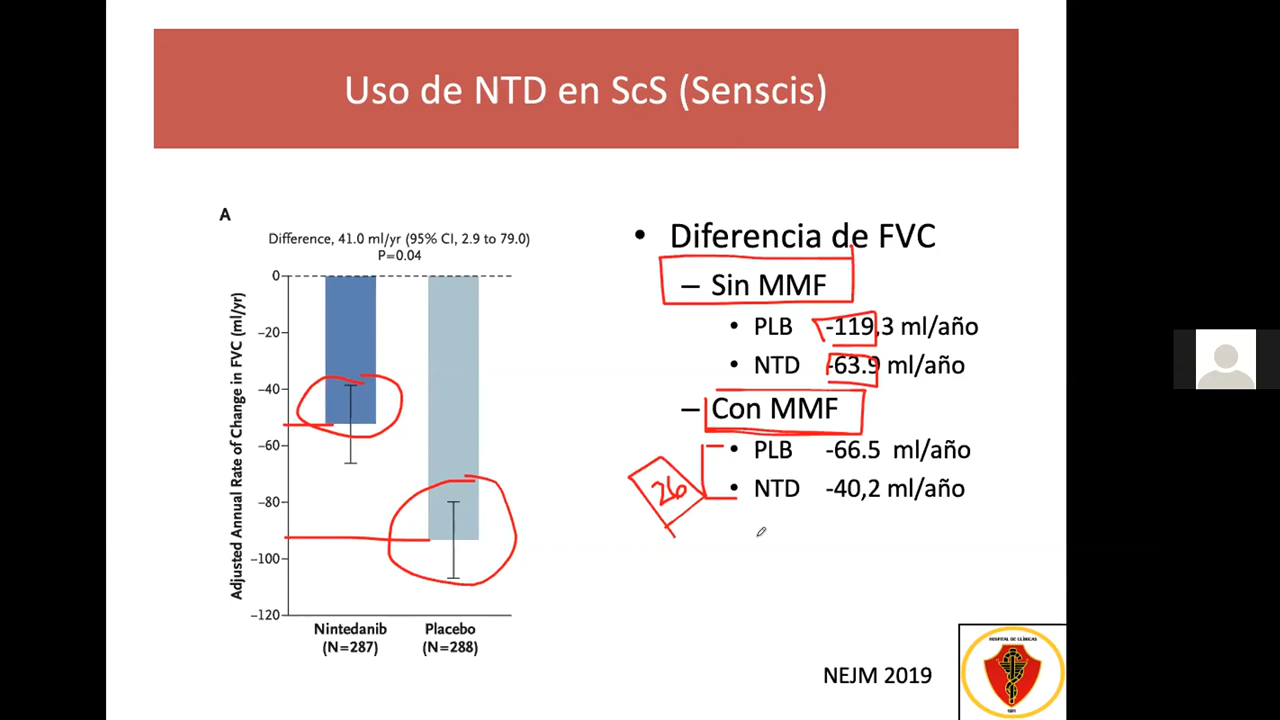 Uso de NTD en ScS (Senscis)
A
Difference, 41.0 ml/yr (95% CI, 2.9 to 79.0)
P=0.04
Adjusted Annual Rate of Change in FVC (ml/yr)
0
−20
−40
−60
−80
−100
−120
Nintedanib
(N=287)
Placebo
(N=288)
• Diferencia de FVC
– Sin MMF
• PLB -119,3 ml/año
• NTD -63.9 ml/año
– Con MMF
• PLB -66.5 ml/año
• NTD -40,2 ml/año
26
NEJM 2019
HOSPITAL DE CLÍNICAS